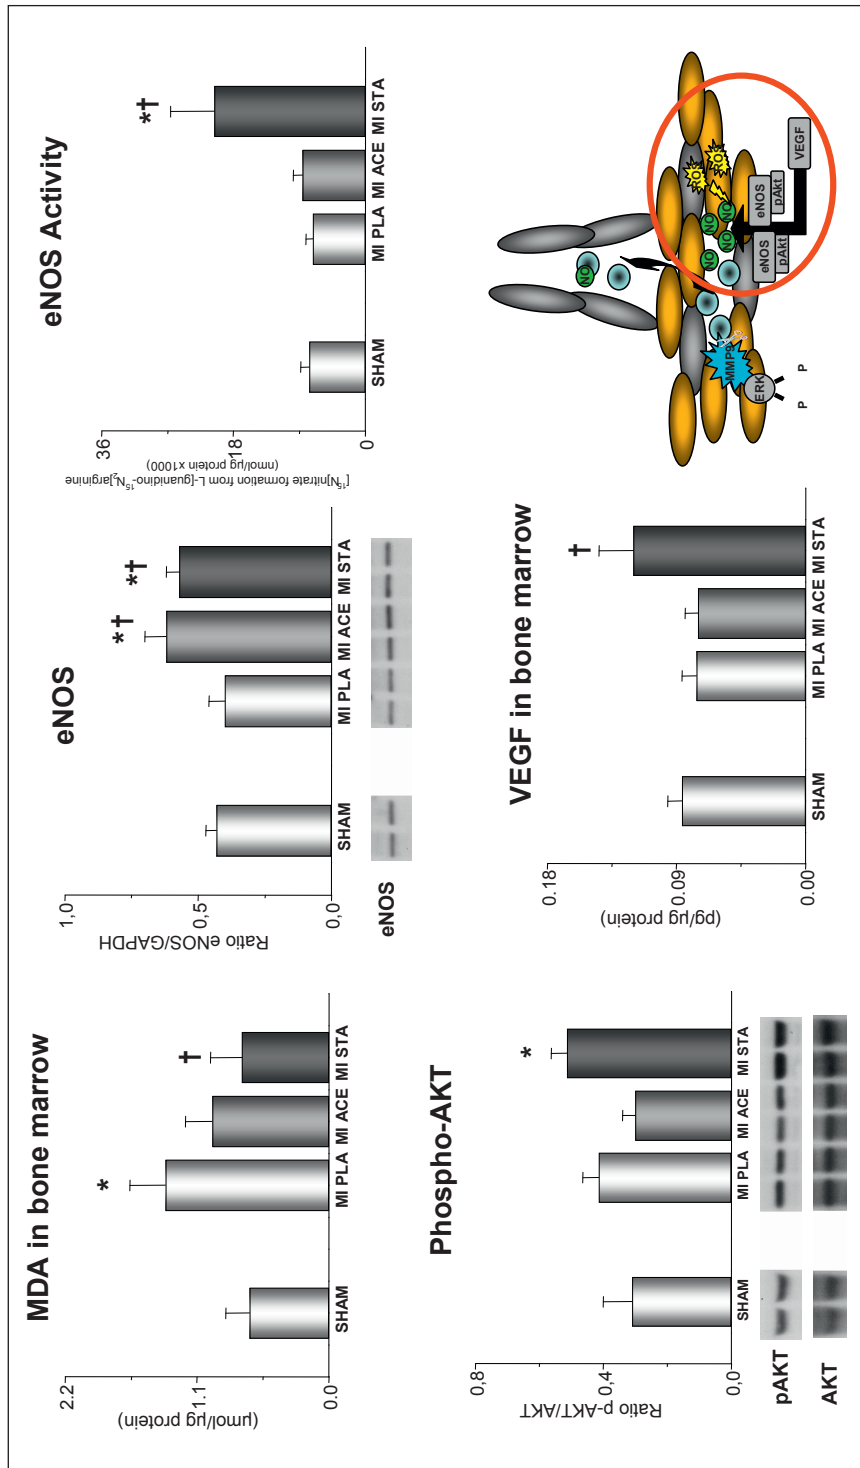 MDA in bone marrow
2.2
1.1
0.0
(µmol/µg protein)
*
†
SHAM
MI PLA
MI ACE
MI STA
eNOS
1,0
0,5
0,0
Ratio eNOS/GAPDH
*†
*†
SHAM
MI PLA
MI ACE
MI STA
eNOS
eNOS Activity
36
18
0
[¹⁵N]nitrate formation from L-[guanidino-¹⁵N₂]arginine
(nmol/µg protein x1000)
*†
SHAM
MI PLA
MI ACE
MI STA
Phospho-AKT
0,8
0,4
0,0
Ratio p-AKT/AKT
*
SHAM
MI PLA
MI ACE
MI STA
pAKT
AKT
VEGF in bone marrow
0.18
0.09
0.00
(pg/µg protein)
†
SHAM
MI PLA
MI ACE
MI STA
NO
ROS
ROS
NO
NO
NO
NO
NO
MMP9
ERK
P
P
eNOS
pAkt
eNOS
pAkt
VEGF